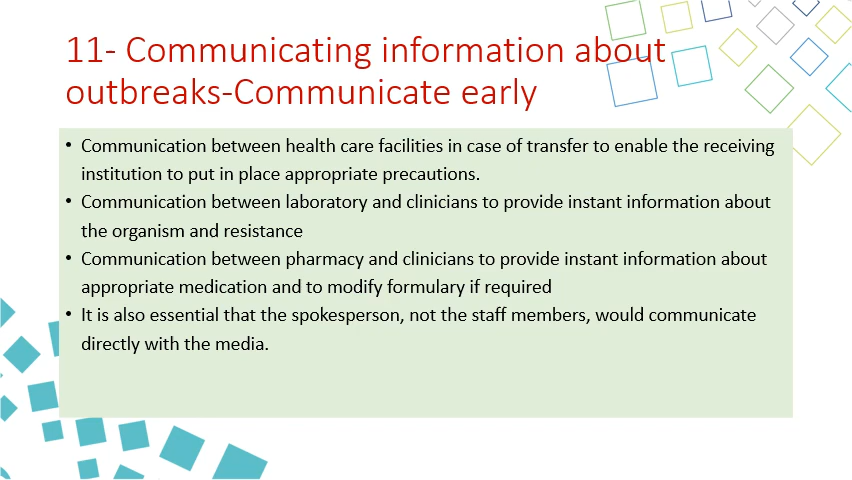 11- Communicating information about
outbreaks-Communicate early
• Communication between health care facilities in case of transfer to enable the receiving
institution to put in place appropriate precautions.
• Communication between laboratory and clinicians to provide instant information about
the organism and resistance
• Communication between pharmacy and clinicians to provide instant information about
appropriate medication and to modify formulary if required
• It is also essential that the spokesperson, not the staff members, would communicate
directly with the media.